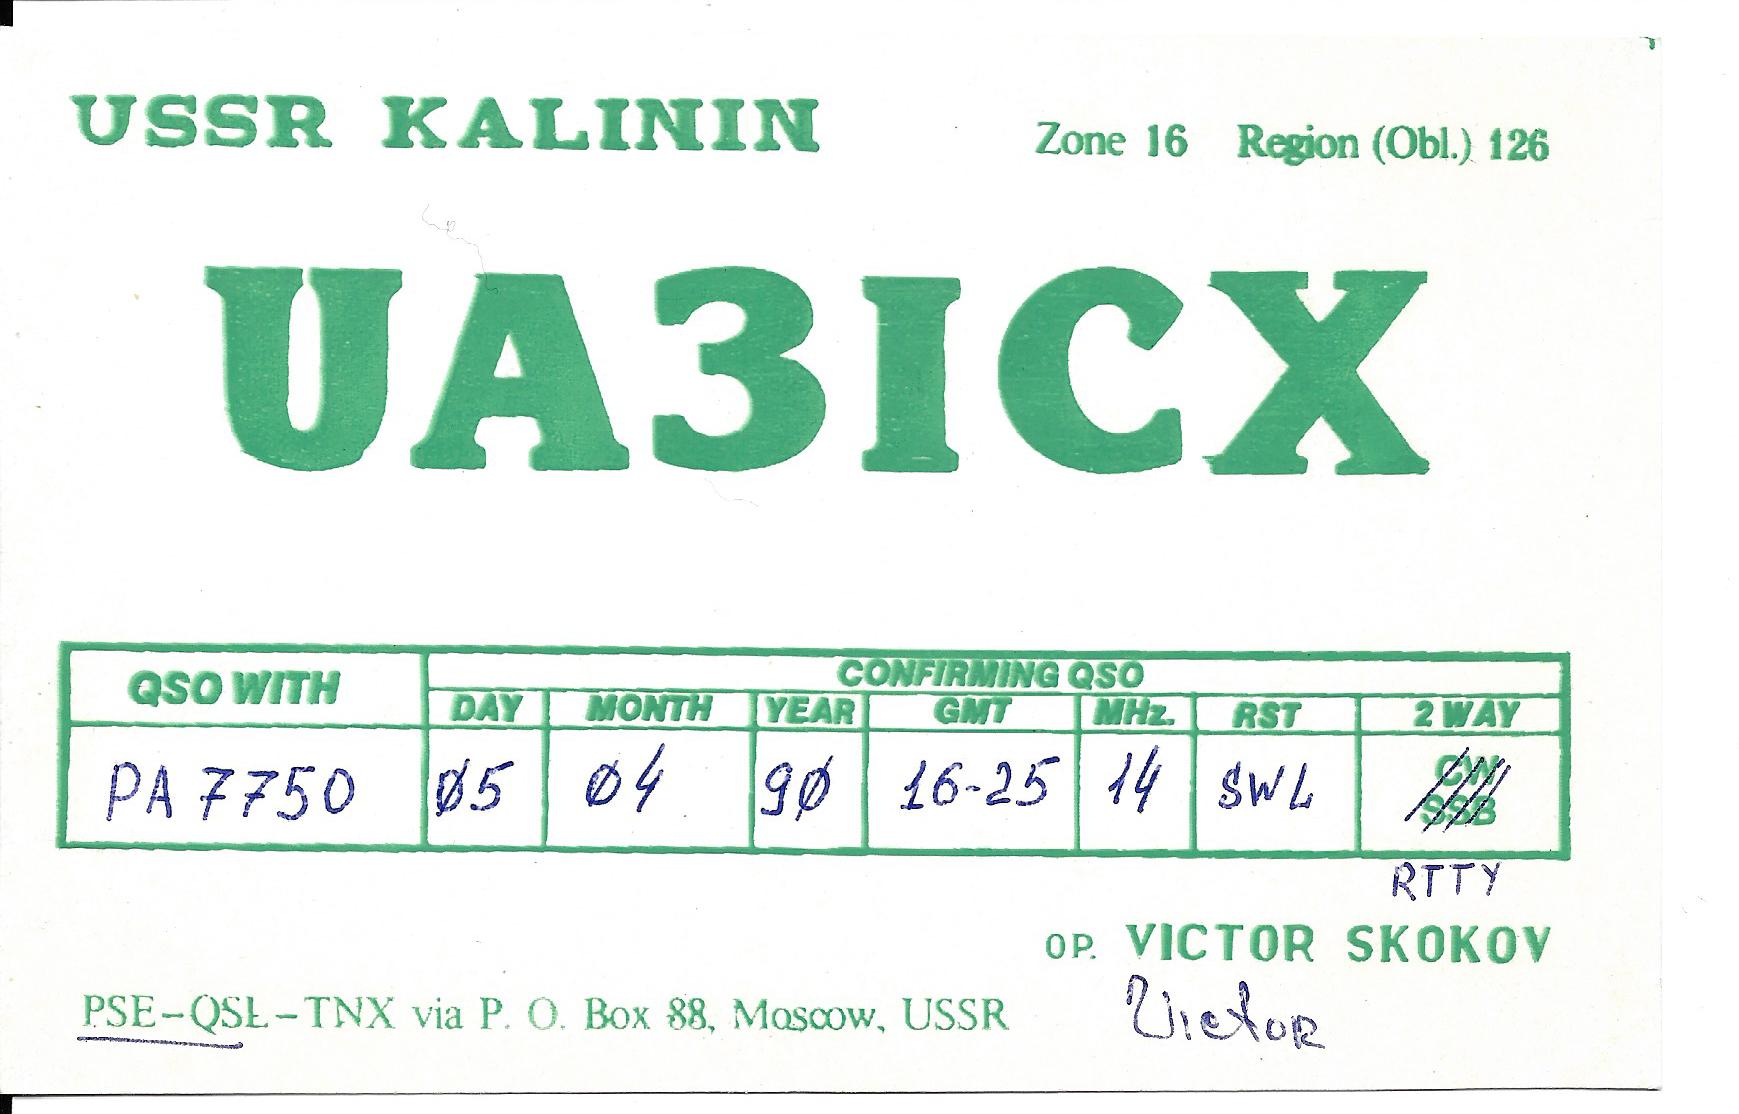 USSR KALININ Zone 16 Region (Obl.) 126
UA3ICX
QSO WITH CONFIRMING QSO
DAY MONTH YEAR GMT MHz. RST 2 WAY
PA7750 Ø5 Ø4 9Ø 16-25 14 SWL CW
SSB
RTTY
OP. VICTOR SKOKOV
PSE-QSL-TNX via P. O. Box 88, Moscow, USSR
Victor